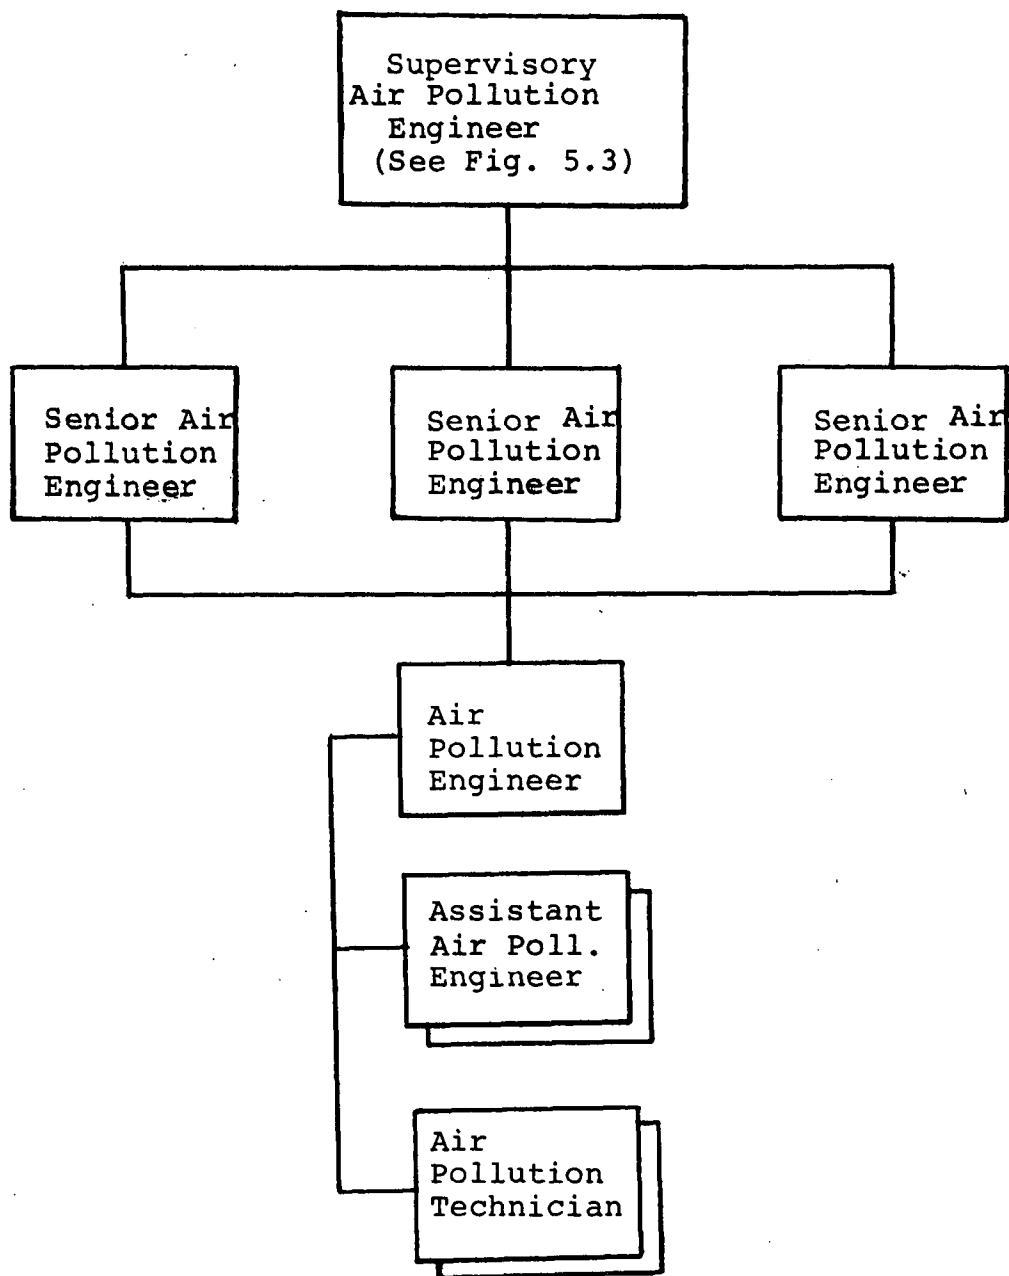 Supervisory
Air Pollution
Engineer
(See Fig. 5.3)
Senior Air
Pollution
Engineer
Senior Air
Pollution
Engineer
Senior Air
Pollution
Engineer
Air
Pollution
Engineer
Assistant
Air Poll.
Engineer
Air
Pollution
Technician